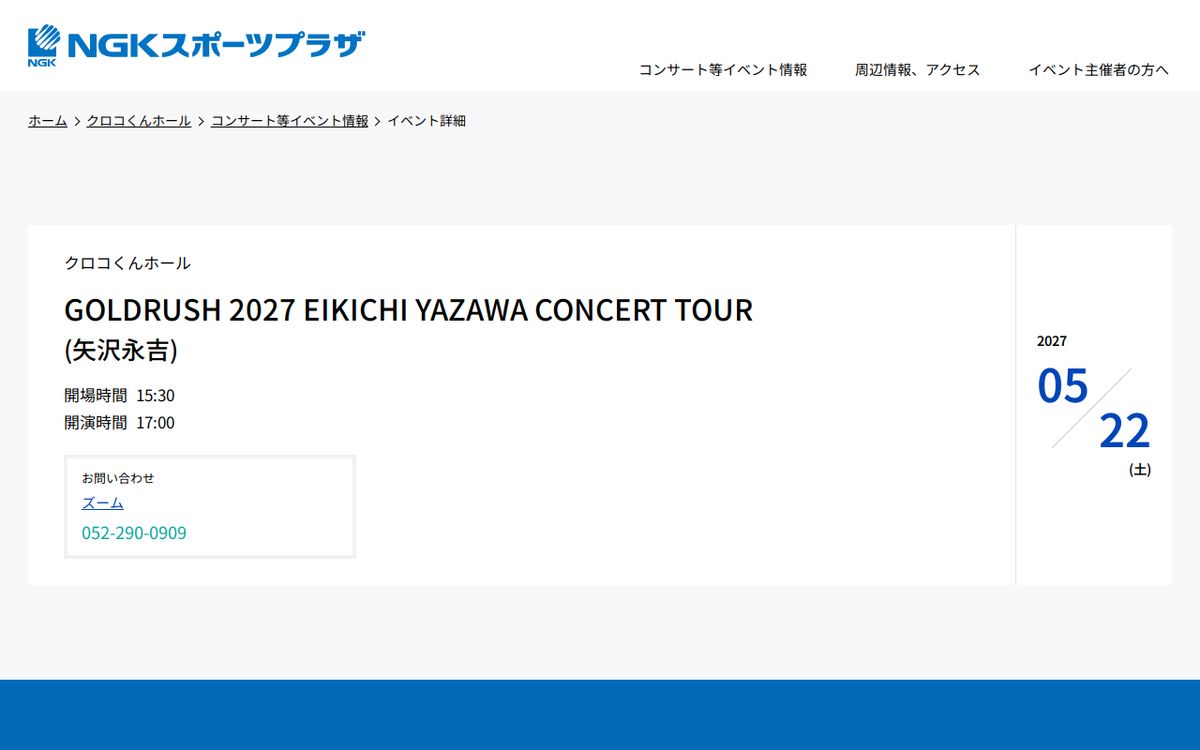 NGK
NGKスポーツプラザ
コンサート等イベント情報 周辺情報、アクセス イベント主催者の方へ
ホーム > クロコくんホール > コンサート等イベント情報 > イベント詳細
クロコくんホール
GOLDRUSH 2027 EIKICHI YAZAWA CONCERT TOUR
(矢沢永吉)
開場時間 15:30
開演時間 17:00
お問い合わせ
ズーム
052-290-0909
2027
05
22
(土)